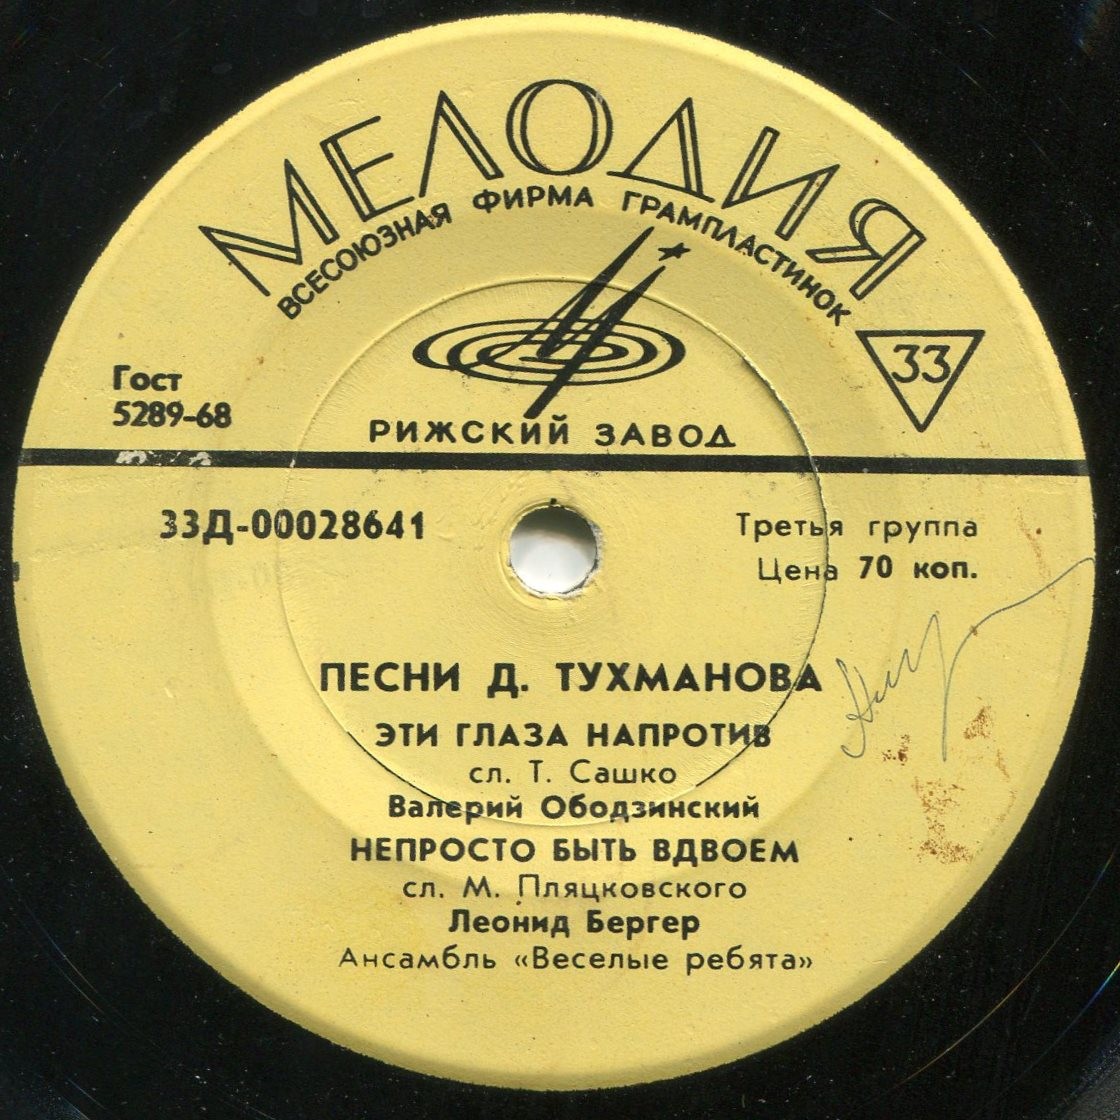 МЕЛОДИЯ
ВСЕСОЮЗНАЯ ФИРМА ГРАМПЛАСТИНОК
33
Гост
5289-68
РИЖСКИЙ ЗАВОД
33Д-00028641
Третья группа
Цена 70 коп.
ПЕСНИ Д. ТУХМАНОВА
ЭТИ ГЛАЗА НАПРОТИВ
сл. Т. Сашко
Валерий Ободзинский
НЕПРОСТО БЫТЬ ВДВОЕМ
сл. М. Пляцковского
Леонид Бергер
Ансамбль «Веселые ребята»